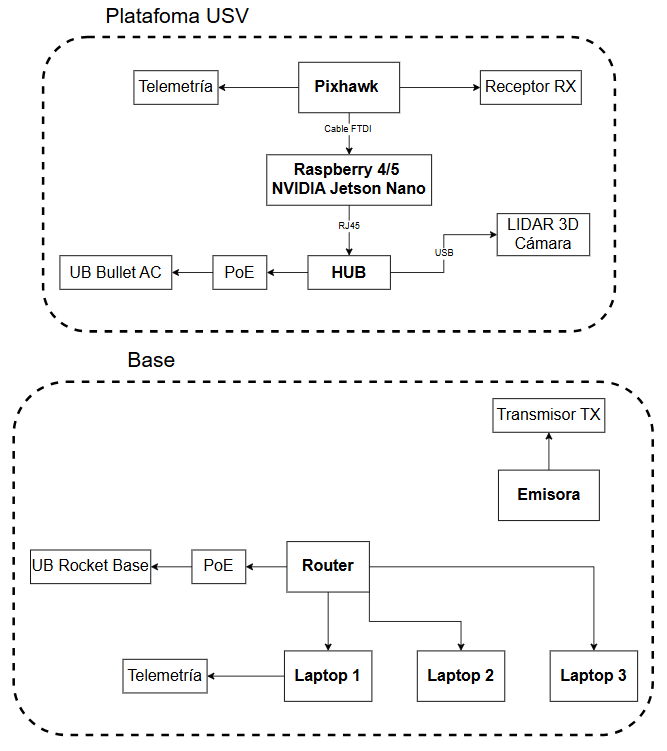 Platafoma USV
Telemetría
Pixhawk
Receptor RX
Cable FTDI
Raspberry 4/5
NVIDIA Jetson Nano
RJ45
LIDAR 3D
Cámara
USB
UB Bullet AC
PoE
HUB
Base
Transmisor TX
Emisora
UB Rocket Base
PoE
Router
Telemetría
Laptop 1
Laptop 2
Laptop 3